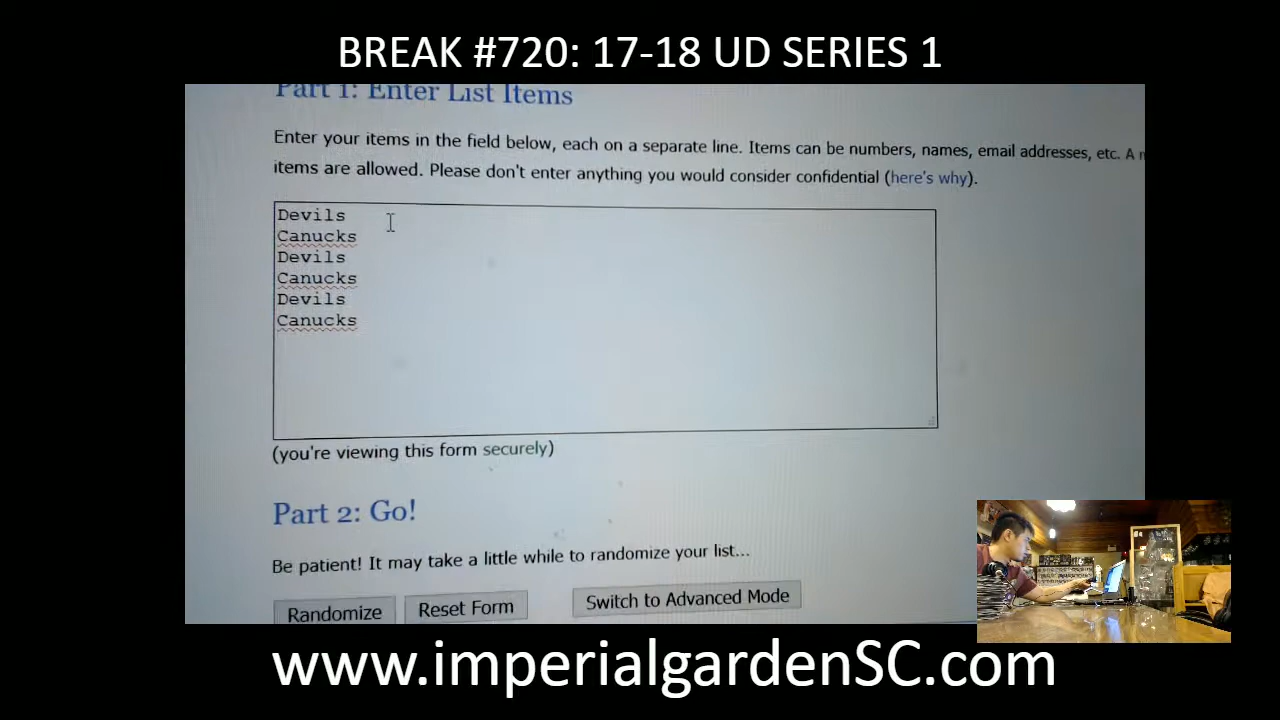 BREAK #720: 17-18 UD SERIES 1
Part 1: Enter List Items
Enter your items in the field below, each on a separate line. Items can be numbers, names, email addresses, etc. A
items are allowed. Please don't enter anything you would consider confidential (here's why).
Devils
Canucks
Devils
Canucks
Devils
Canucks
(you're viewing this form securely)
Part 2: Go!
Be patient! It may take a little while to randomize your list...
Randomize Reset Form Switch to Advanced Mode
www.imperialgardenSC.com